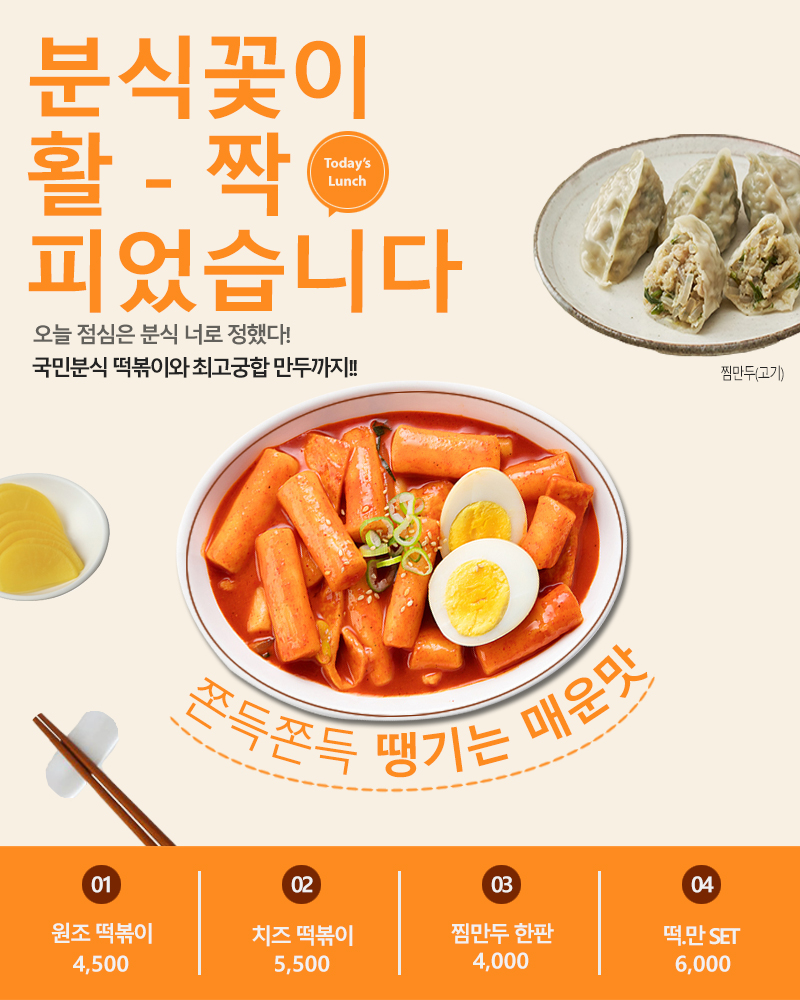 분식꽃이
활 - 짝
Today's
Lunch
피었습니다
오늘 점심은 분식 너로 정했다!
국민분식 떡볶이와 최고궁합 만두까지!!
찜만두(고기)
쫀득쫀득 땡기는 매운맛
01
원조 떡볶이
4,500
02
치즈 떡볶이
5,500
03
찜만두 한판
4,000
04
떡.만 SET
6,000